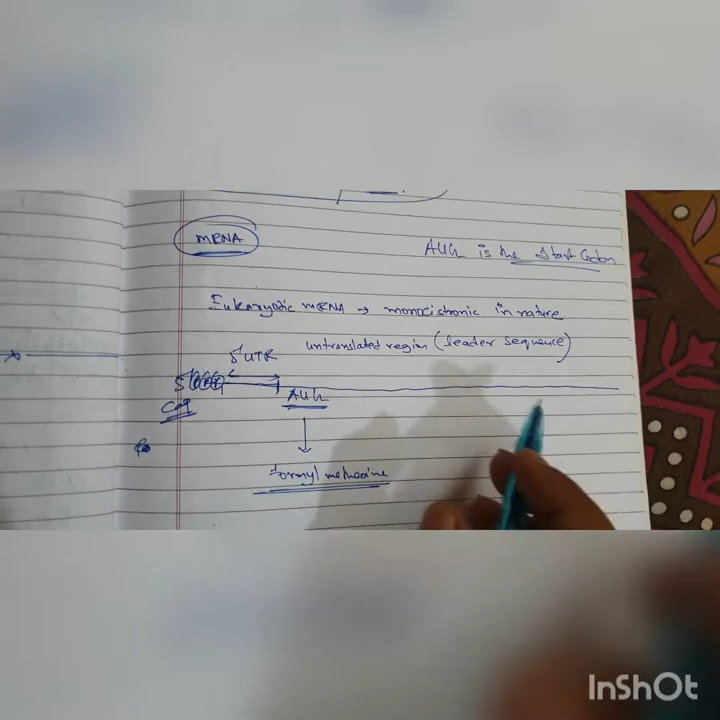 mRNA
AUG is the start codon
Eukaryotic mRNA → monocistronic in nature
untranslated region (leader sequence)
5' UTR
5'
Cap
AUG
formyl methionine
InShOt